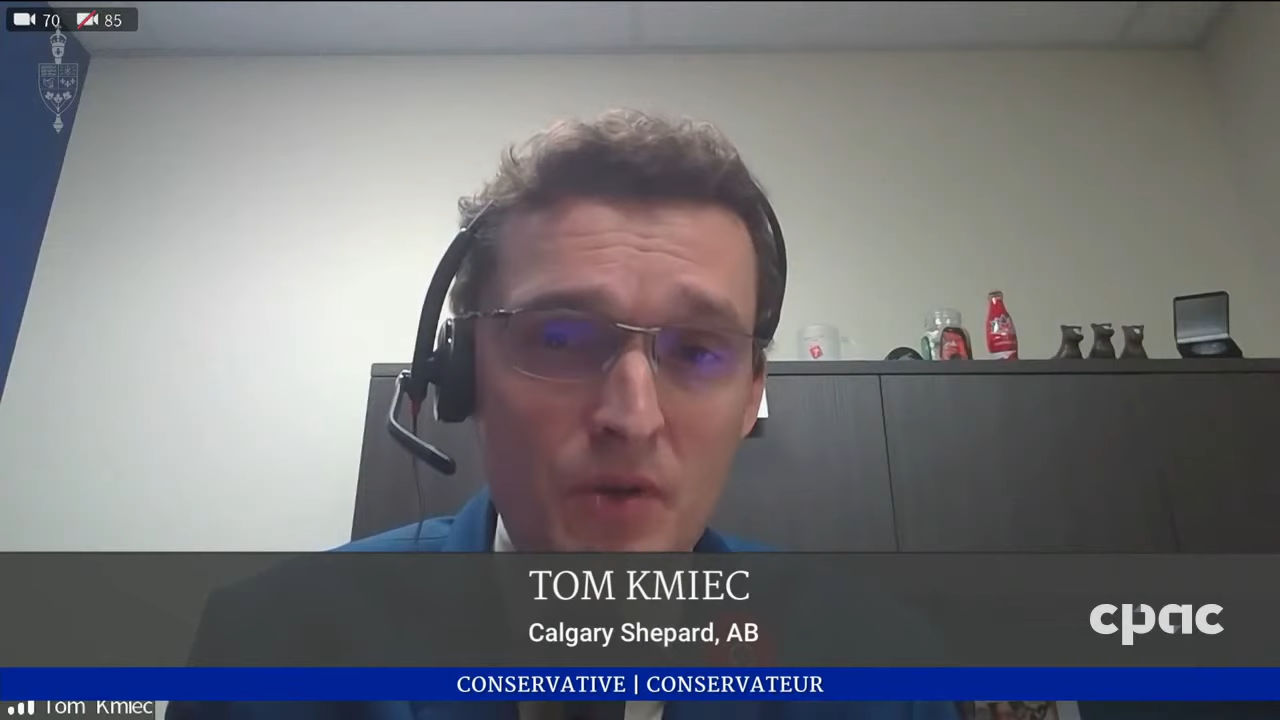 70 85
TOM KMIEC
Calgary Shepard, AB
cpac
CONSERVATIVE | CONSERVATEUR
Tom Kmiec